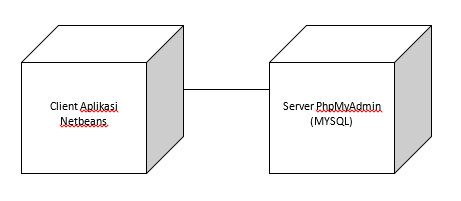 Client Aplikasi
Netbeans
Server PhpMyAdmin
(MYSQL)